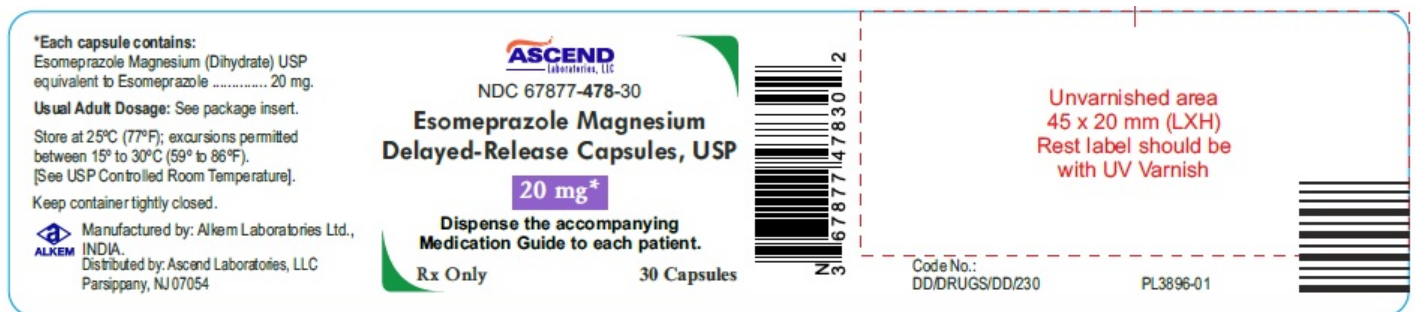 *Each capsule contains:
Esomeprazole Magnesium (Dihydrate) USP
equivalent to Esomeprazole .............. 20 mg.
Usual Adult Dosage: See package insert.
Store at 25ºC (77ºF); excursions permitted
between 15º to 30ºC (59º to 86ºF).
[See USP Controlled Room Temperature].
Keep container tightly closed.
ALKEM
Manufactured by: Alkem Laboratories Ltd.,
INDIA.
Distributed by: Ascend Laboratories, LLC
Parsippany, NJ 07054
ASCEND
Laboratories, LLC
NDC 67877-478-30
Esomeprazole Magnesium
Delayed-Release Capsules, USP
20 mg*
Dispense the accompanying
Medication Guide to each patient.
Rx Only 30 Capsules
N 3 67877 47830 2
Unvarnished area
45 x 20 mm (LXH)
Rest label should be
with UV Varnish
Code No.:
DD/DRUGS/DD/230 PL3896-01